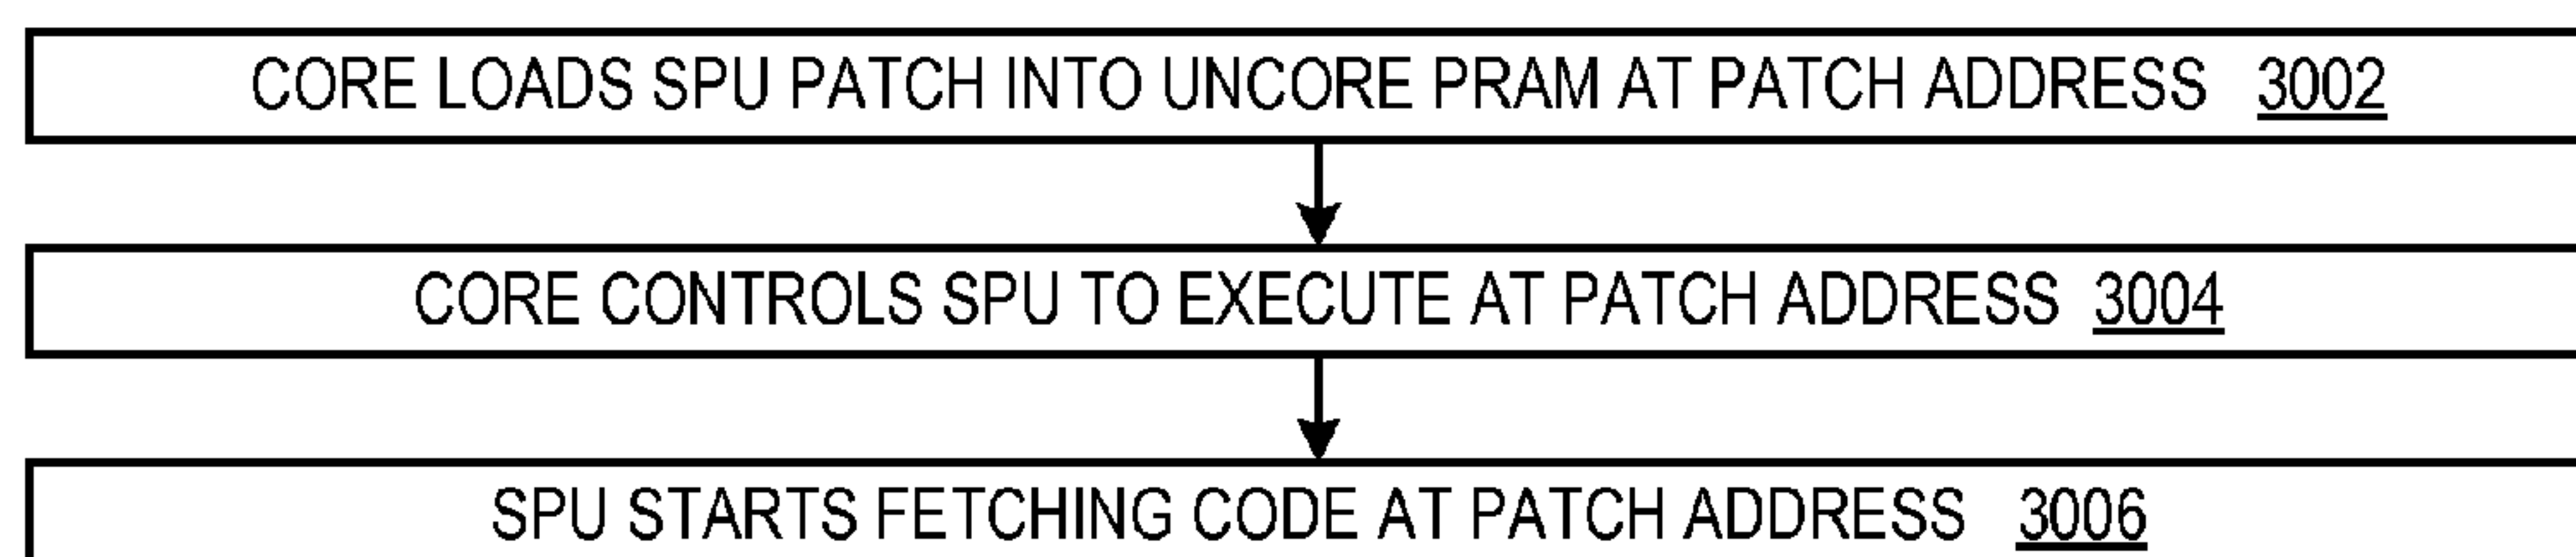 CORE LOADS SPU PATCH INTO UNCORE PRAM AT PATCH ADDRESS 3002
CORE CONTROLS SPU TO EXECUTE AT PATCH ADDRESS 3004
SPU STARTS FETCHING CODE AT PATCH ADDRESS 3006